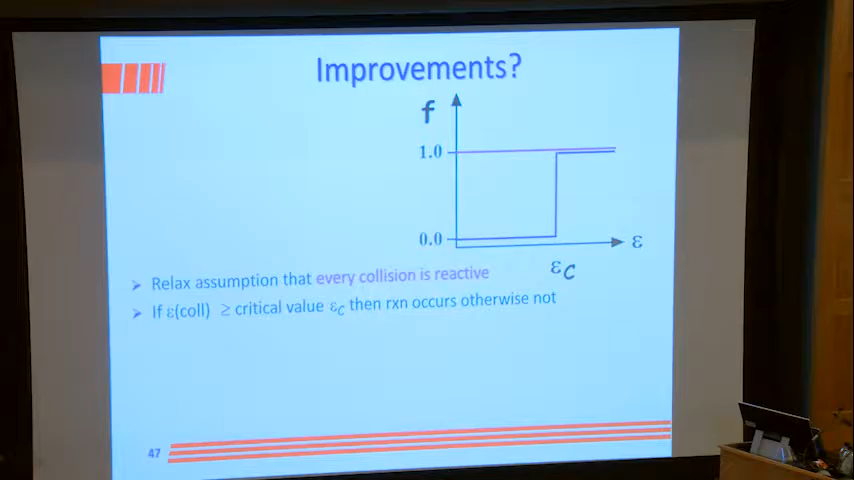 Improvements?
f
1.0
0.0
ε
εC
➢ Relax assumption that every collision is reactive
➢ If ε(coll) ≥ critical value εC then rxn occurs otherwise not
47